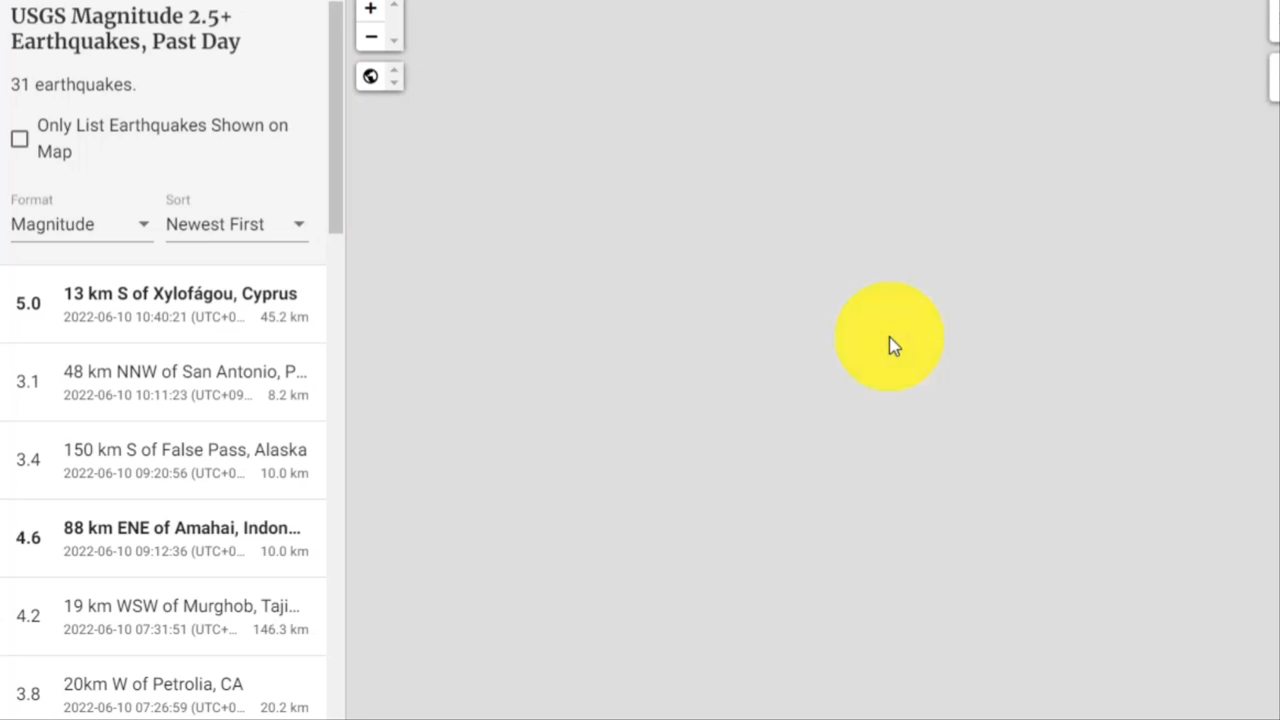 USGS Magnitude 2.5+
Earthquakes, Past Day
31 earthquakes.
Only List Earthquakes Shown on
Map
Format
Sort
Magnitude
Newest First
5.0
13 km S of Xylofágou, Cyprus
2022-06-10 10:40:21 (UTC+0... 45.2 km
3.1
48 km NNW of San Antonio, P...
2022-06-10 10:11:23 (UTC+09... 8.2 km
3.4
150 km S of False Pass, Alaska
2022-06-10 09:20:56 (UTC+0... 10.0 km
4.6
88 km ENE of Amahai, Indon...
2022-06-10 09:12:36 (UTC+0... 10.0 km
4.2
19 km WSW of Murghob, Taji...
2022-06-10 07:31:51 (UTC+... 146.3 km
3.8
20km W of Petrolia, CA
2022-06-10 07:26:59 (UTC+0... 20.2 km
+
−